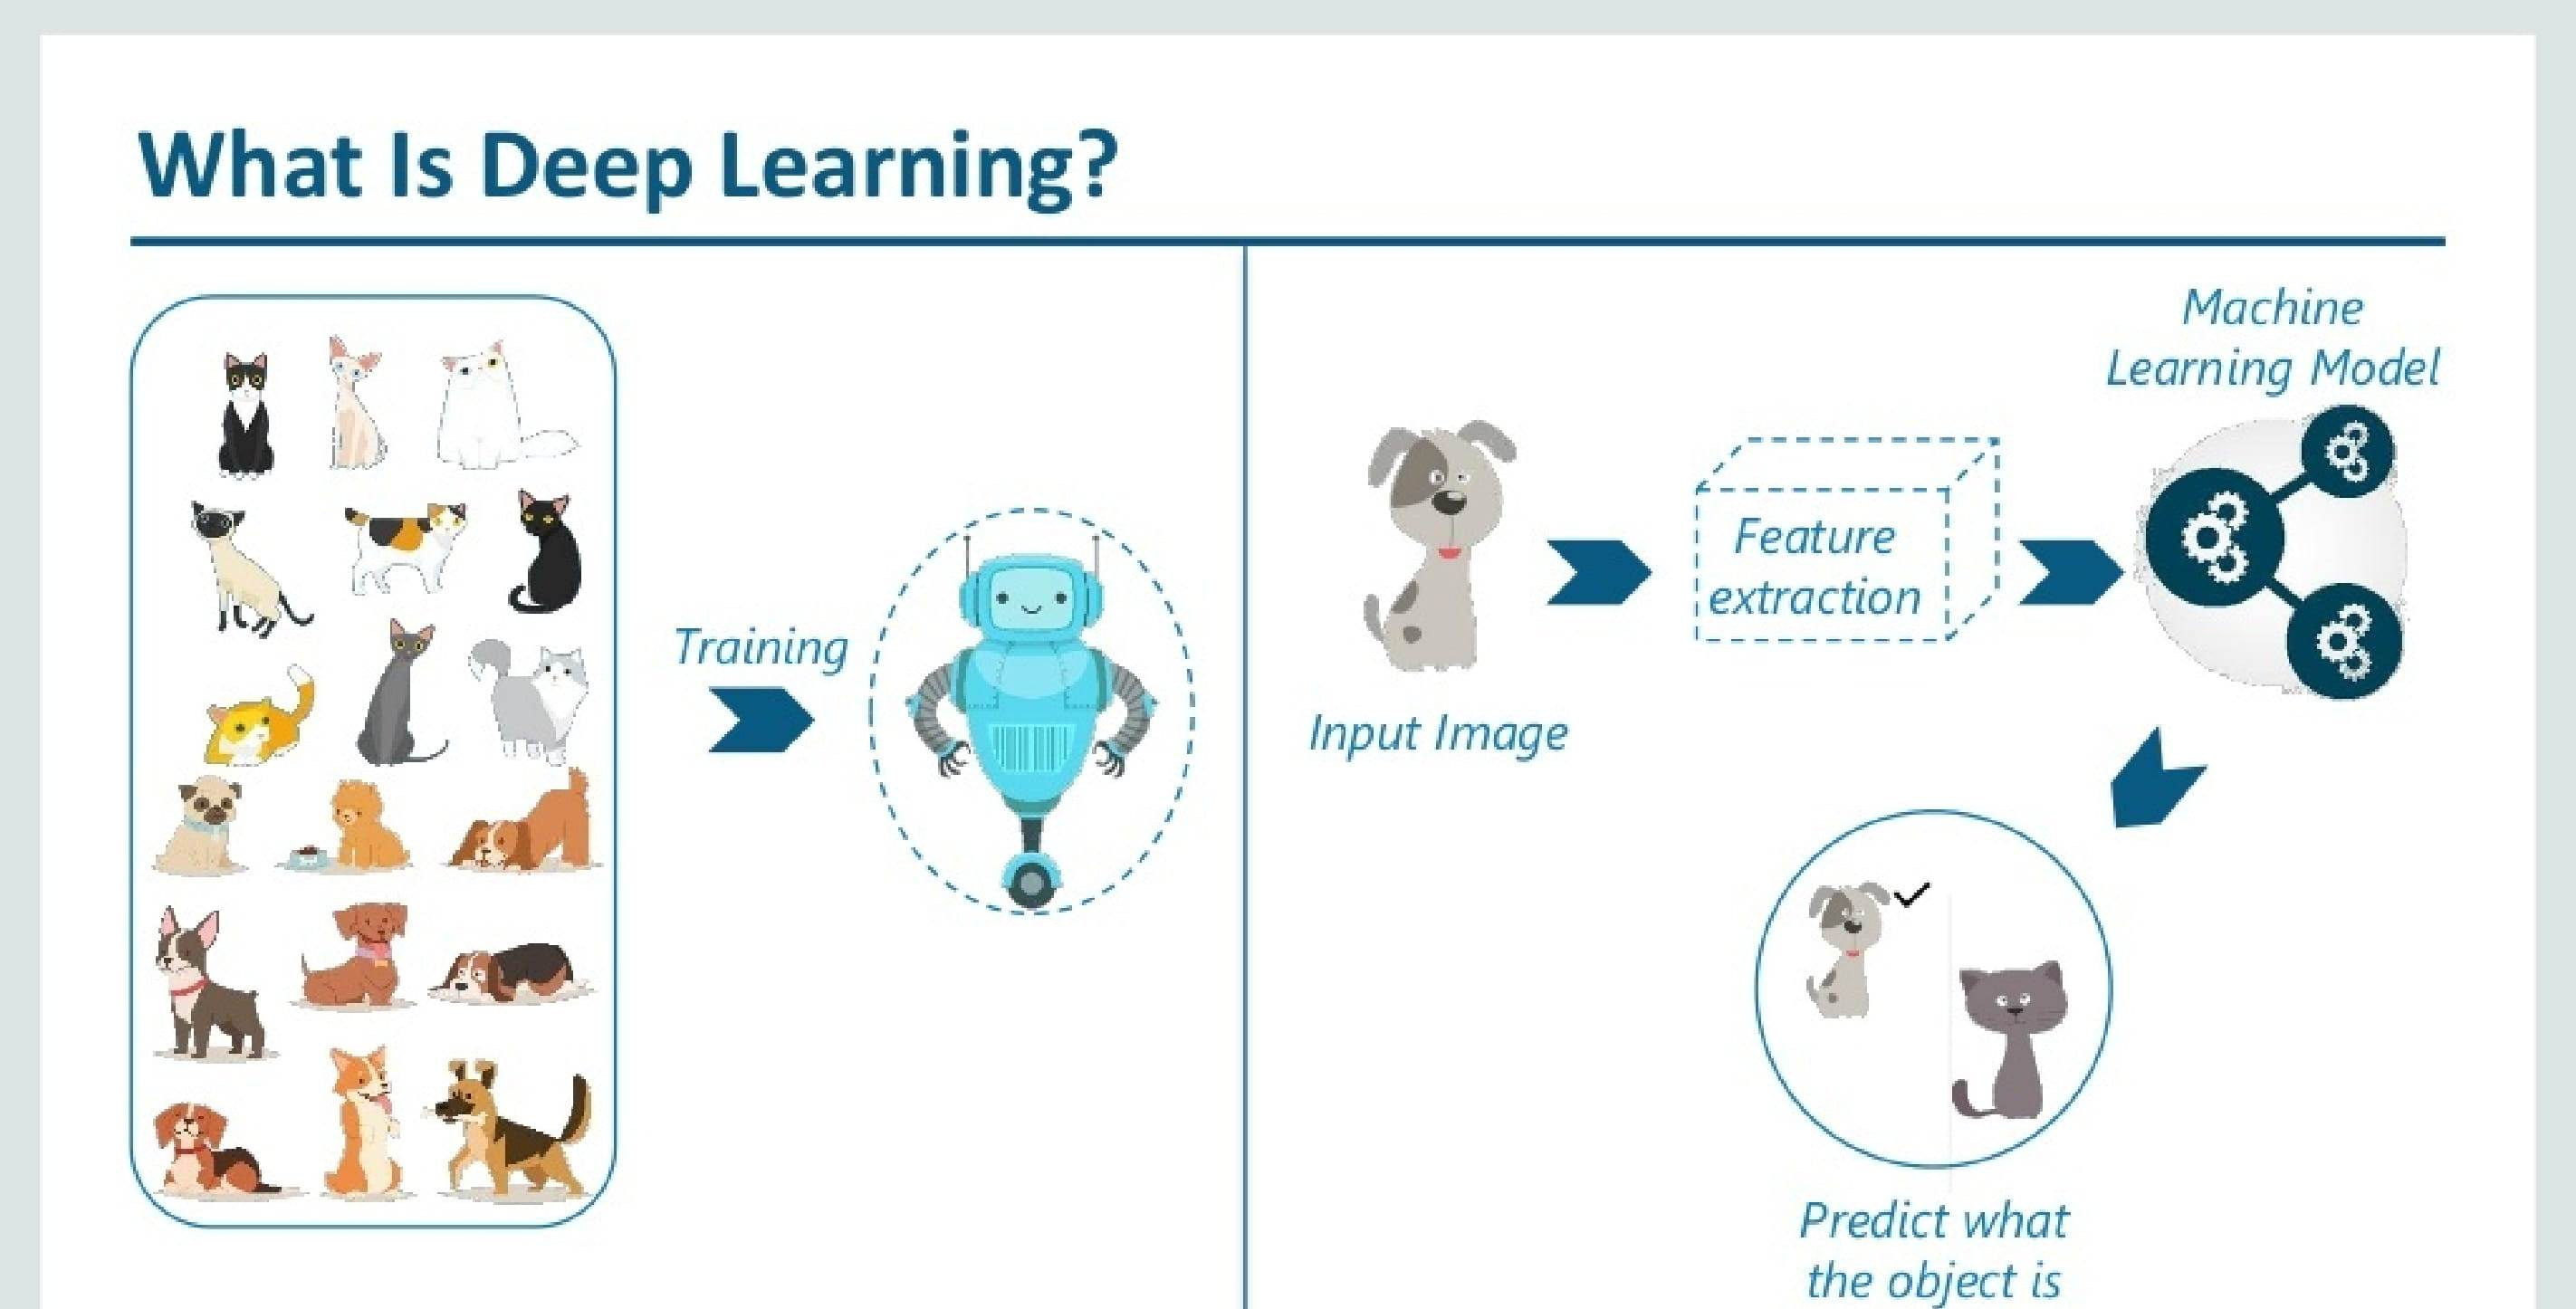 What Is Deep Learning?
Training
Machine
Learning Model
Feature
extraction
Input Image
Predict what
the object is